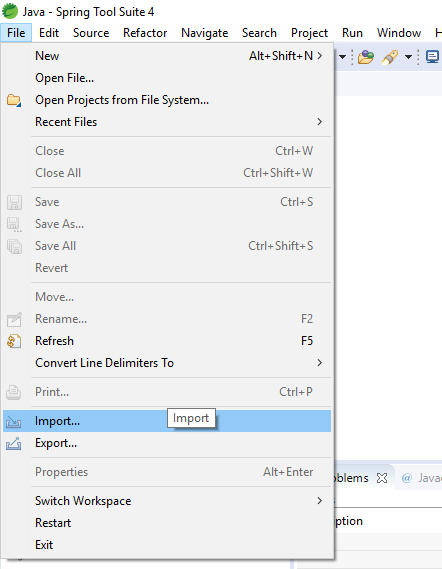 Java - Spring Tool Suite 4
File Edit Source Refactor Navigate Search Project Run Window
New Alt+Shift+N >
Open File...
Open Projects from File System...
Recent Files >
Close Ctrl+W
Close All Ctrl+Shift+W
Save Ctrl+S
Save As...
Save All Ctrl+Shift+S
Revert
Move...
Rename... F2
Refresh F5
Convert Line Delimiters To >
Print... Ctrl+P
Import... Import
Export...
Properties Alt+Enter
oblems @ Javac
Switch Workspace >
Restart
iption
Exit